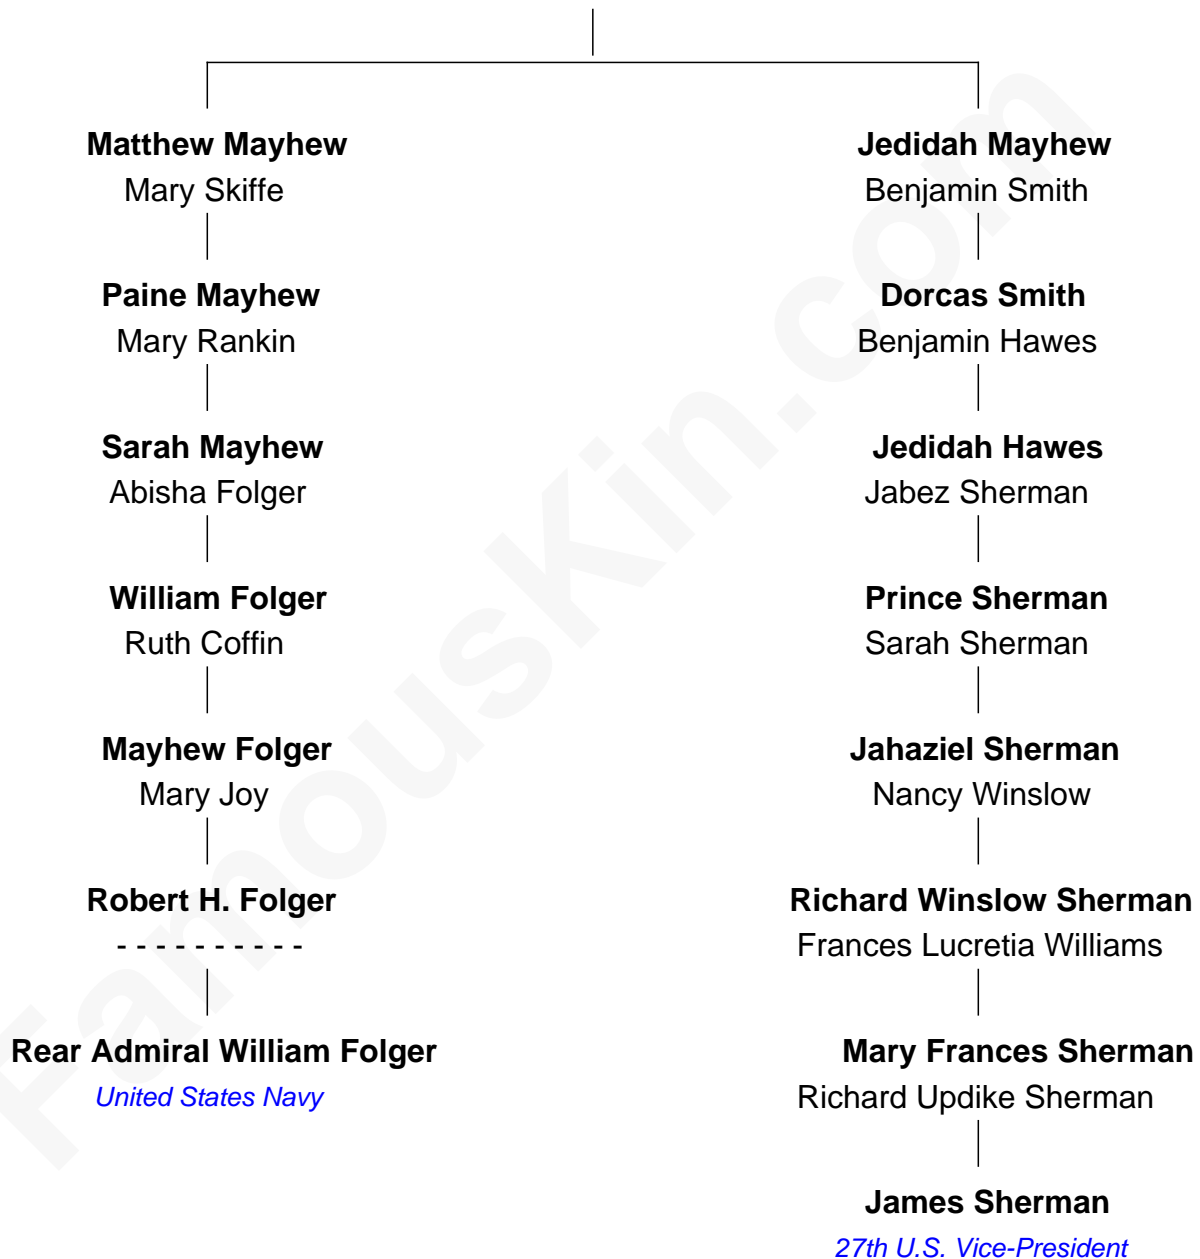 Matthew Mayhew
Mary Skiffe
Paine Mayhew
Mary Rankin
Sarah Mayhew
Abisha Folger
William Folger
Ruth Coffin
Mayhew Folger
Mary Joy
Robert H. Folger
- - - - - - - - - -
Rear Admiral William Folger
United States Navy
Jedidah Mayhew
Benjamin Smith
Dorcas Smith
Benjamin Hawes
Jedidah Hawes
Jabez Sherman
Prince Sherman
Sarah Sherman
Jahaziel Sherman
Nancy Winslow
Richard Winslow Sherman
Frances Lucretia Williams
Mary Frances Sherman
Richard Updike Sherman
James Sherman
27th U.S. Vice-President
FamousKin.com